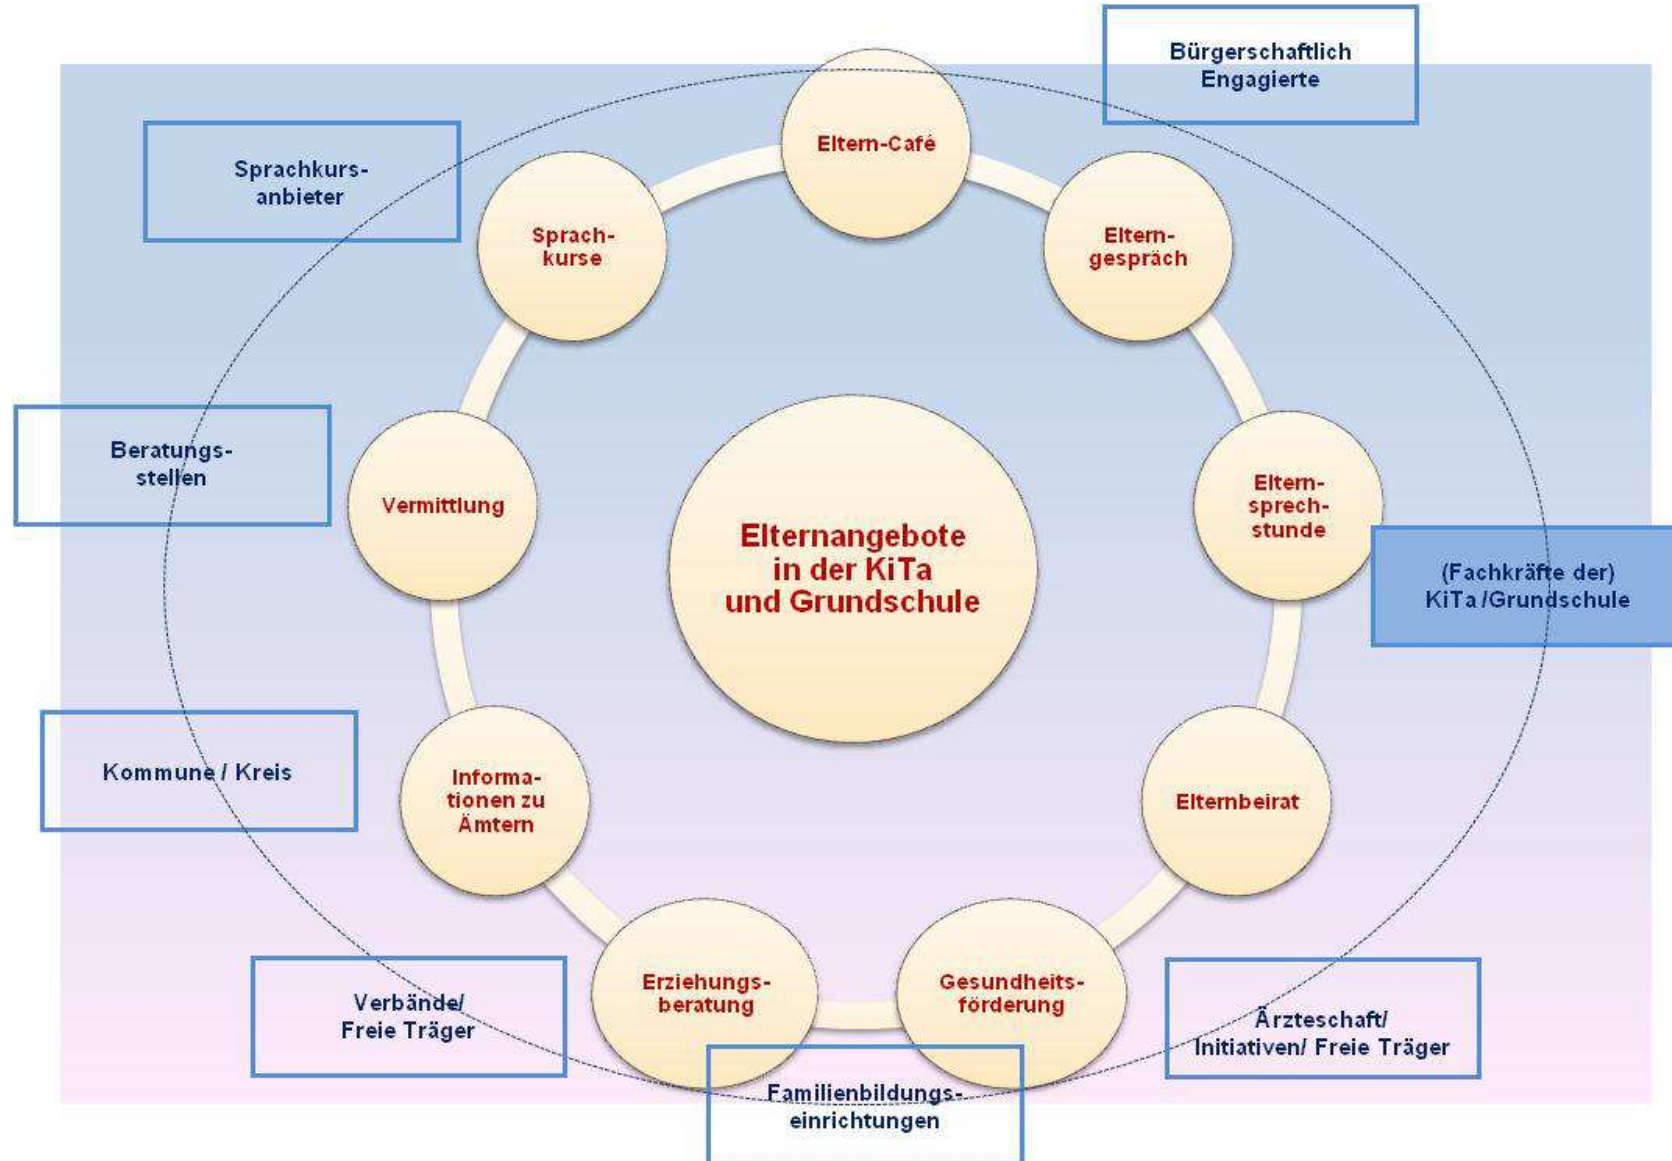 Bürgerschaftlich
Engagierte
Eltern-Café
Sprachkurs-
anbieter
Sprach-
kurse
Eltern-
gespräch
Beratungs-
stellen
Vermittlung
Eltern-
sprech-
stunde
Elternangebote
in der KiTa
und Grundschule
(Fachkräfte der)
KiTa /Grundschule
Kommune / Kreis
Informa-
tionen zu
Ämtern
Elternbeirat
Verbände/
Freie Träger
Erziehungs-
beratung
Gesundheits-
förderung
Ärzteschaft/
Initiativen/ Freie Träger
Familienbildungs-
einrichtungen